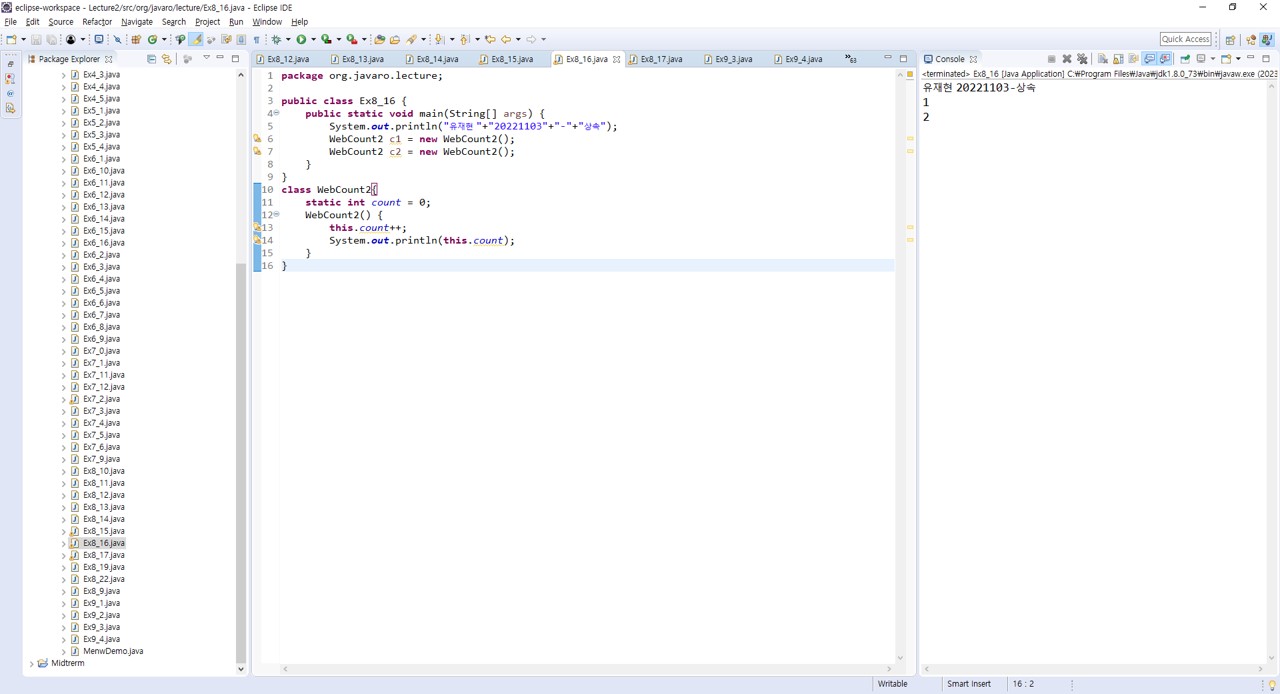 eclipse-workspace - Lecture2/src/org/javaro/lecture/Ex8_16.java - Eclipse IDE
File Edit Source Refactor Navigate Search Project Run Window Help
Quick Access
Package Explorer
Ex4_3.java
Ex4_4.java
Ex4_5.java
Ex5_1.java
Ex5_2.java
Ex5_3.java
Ex5_4.java
Ex6_1.java
Ex6_10.java
Ex6_11.java
Ex6_12.java
Ex6_13.java
Ex6_14.java
Ex6_15.java
Ex6_16.java
Ex6_2.java
Ex6_3.java
Ex6_4.java
Ex6_5.java
Ex6_6.java
Ex6_7.java
Ex6_8.java
Ex6_9.java
Ex7_0.java
Ex7_1.java
Ex7_11.java
Ex7_12.java
Ex7_2.java
Ex7_3.java
Ex7_4.java
Ex7_5.java
Ex7_6.java
Ex7_9.java
Ex8_10.java
Ex8_11.java
Ex8_12.java
Ex8_13.java
Ex8_14.java
Ex8_15.java
Ex8_16.java
Ex8_17.java
Ex8_19.java
Ex8_22.java
Ex8_9.java
Ex9_1.java
Ex9_2.java
Ex9_3.java
Ex9_4.java
MenwDemo.java
Midtrerm
Ex8_12.java Ex8_13.java Ex8_14.java Ex8_15.java Ex8_16.java Ex8_17.java Ex9_3.java Ex9_4.java »63
1 package org.javaro.lecture;
2
3 public class Ex8_16 {
4 public static void main(String[] args) {
5 System.out.println("유재현 "+"20221103"+"-"+"상속");
6 WebCount2 c1 = new WebCount2();
7 WebCount2 c2 = new WebCount2();
8 }
9 }
10 class WebCount2{
11 static int count = 0;
12 WebCount2() {
13 this.count++;
14 System.out.println(this.count);
15 }
16 }
Console
<terminated> Ex8_16 [Java Application] C:₩Program Files₩Java₩jdk1.8.0_73₩bin₩javaw.exe (2023
유재현 20221103-상속
1
2
Writable Smart Insert 16 : 2